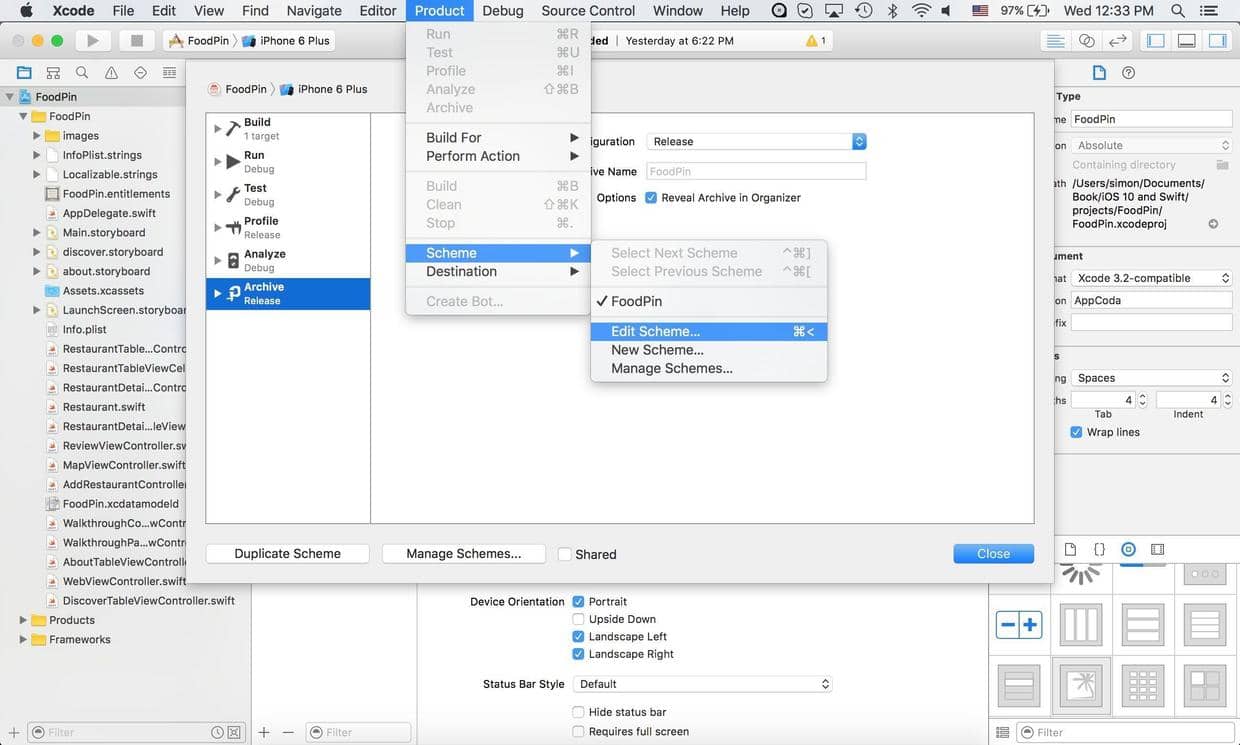 Xcode File Edit View Find Navigate Editor Product Debug Source Control Window Help 97% Wed 12:33 PM
FoodPin 〉 iPhone 6 Plus
Yesterday at 6:22 PM
1
FoodPin
FoodPin
images
InfoPlist.strings
Localizable.strings
FoodPin.entitlements
AppDelegate.swift
Main.storyboard
discover.storyboard
about.storyboard
Assets.xcassets
LaunchScreen.storyboar
Info.plist
RestaurantTable...Contro
RestaurantTableViewCel
RestaurantDetai...Contro
Restaurant.swift
RestaurantDetai...leView
ReviewViewController.sw
MapViewController.swift
AddRestaurantController
FoodPin.xcdatamodeld
WalkthroughCo...wContr
WalkthroughPa...wContr
AboutTableViewControll
WebViewController.swift
DiscoverTableViewController.swift
Products
Frameworks
Filter
FoodPin 〉 iPhone 6 Plus
Build
1 target
Run
Debug
Test
Debug
Profile
Release
Analyze
Debug
Archive
Release
Run ⌘R
Test ⌘U
Profile ⌘I
Analyze ⇧⌘B
Archive
Build For
Perform Action
Build ⌘B
Clean ⇧⌘K
Stop ⌘.
Scheme
Destination
Create Bot...
Select Next Scheme ^⌘]
Select Previous Scheme ^⌘[
✓ FoodPin
Edit Scheme... ⌘<
New Scheme...
Manage Schemes...
iguration Release
ive Name FoodPin
Options Reveal Archive in Organizer
Duplicate Scheme
Manage Schemes...
Shared
Close
Device Orientation Portrait
Upside Down
Landscape Left
Landscape Right
Status Bar Style Default
Hide status bar
Requires full screen
Filter
Type
me FoodPin
on Absolute
Containing directory
ath /Users/simon/Documents/
Book/iOS 10 and Swift/
projects/FoodPin/
FoodPin.xcodeproj
ument
at Xcode 3.2-compatible
on AppCoda
fix
s
ng Spaces
hs 4 4
Tab Indent
Wrap lines
Filter